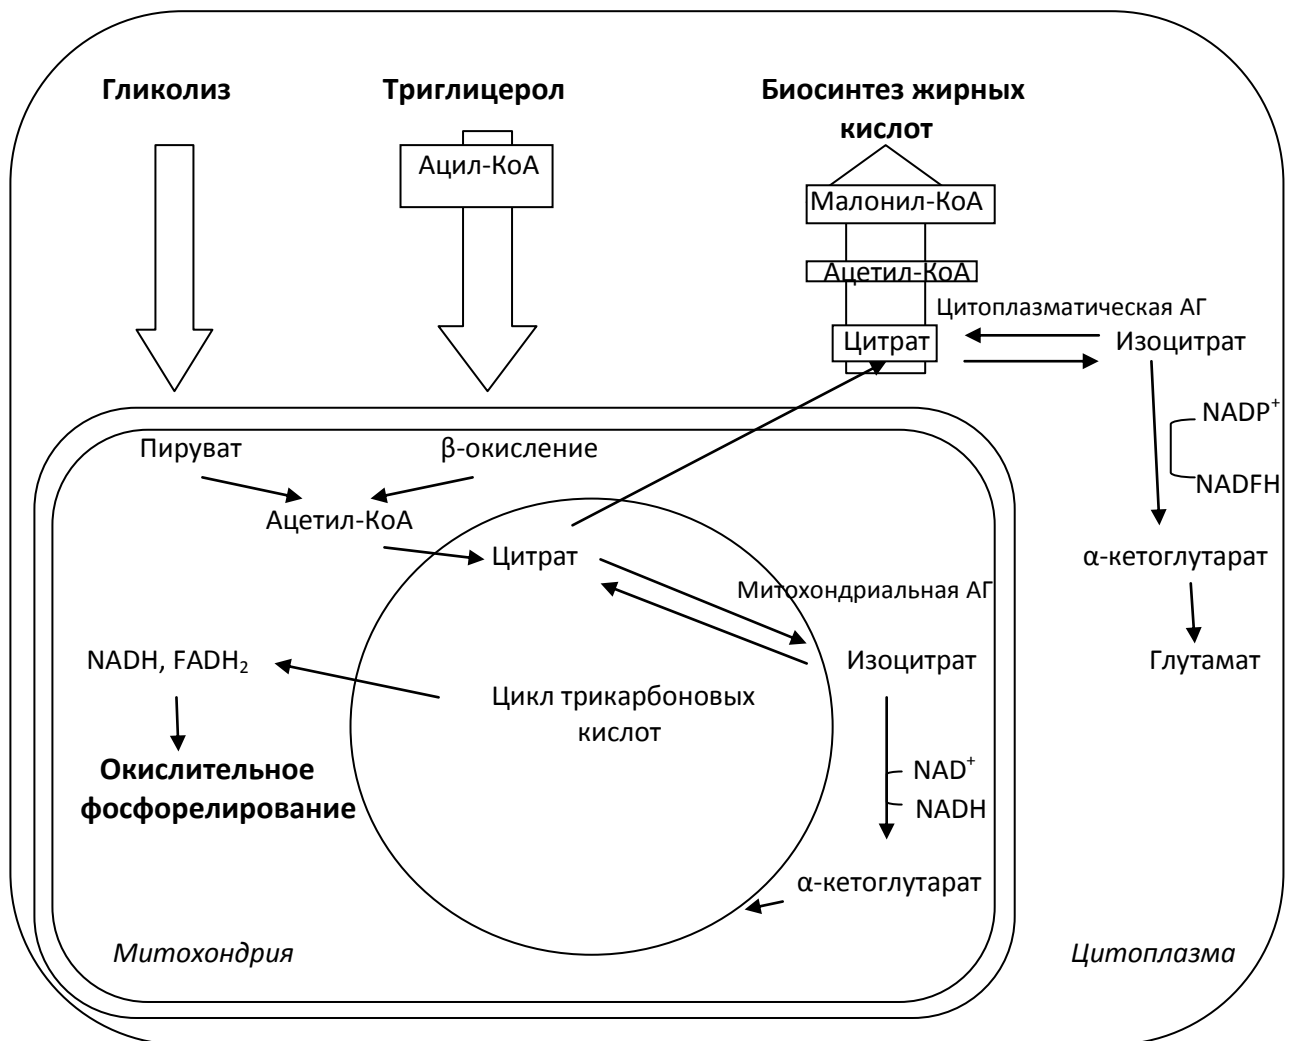 Гликолиз
Триглицерол
Биосинтез жирных
кислот
Ацил-КоА
Малонил-КоА
Ацетил-КоА
Цитоплазматическая АГ
Цитрат
Изоцитрат
NADP⁺
NADFH
α-кетоглутарат
Глутамат
Пируват
β-окисление
Ацетил-КоА
Цитрат
Митохондриальная АГ
Изоцитрат
NADH, FADH₂
Цикл трикарбоновых
кислот
Окислительное
фосфорелирование
NAD⁺
NADH
α-кетоглутарат
Митохондрия
Цитоплазма